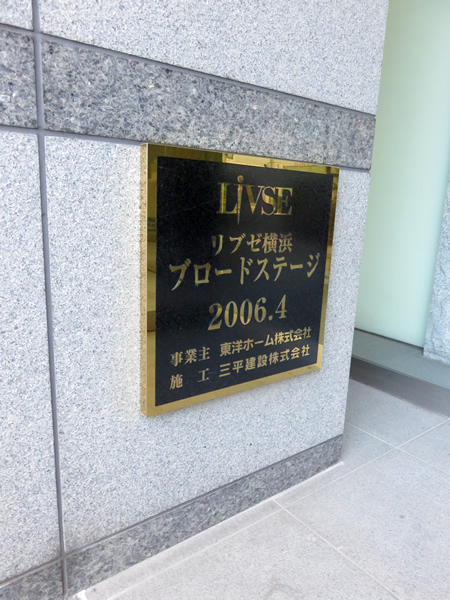 LiVSE
リブゼ横浜
ブロードステージ
2006.4
事業主 東洋ホーム株式会社
施工 三平建設株式会社